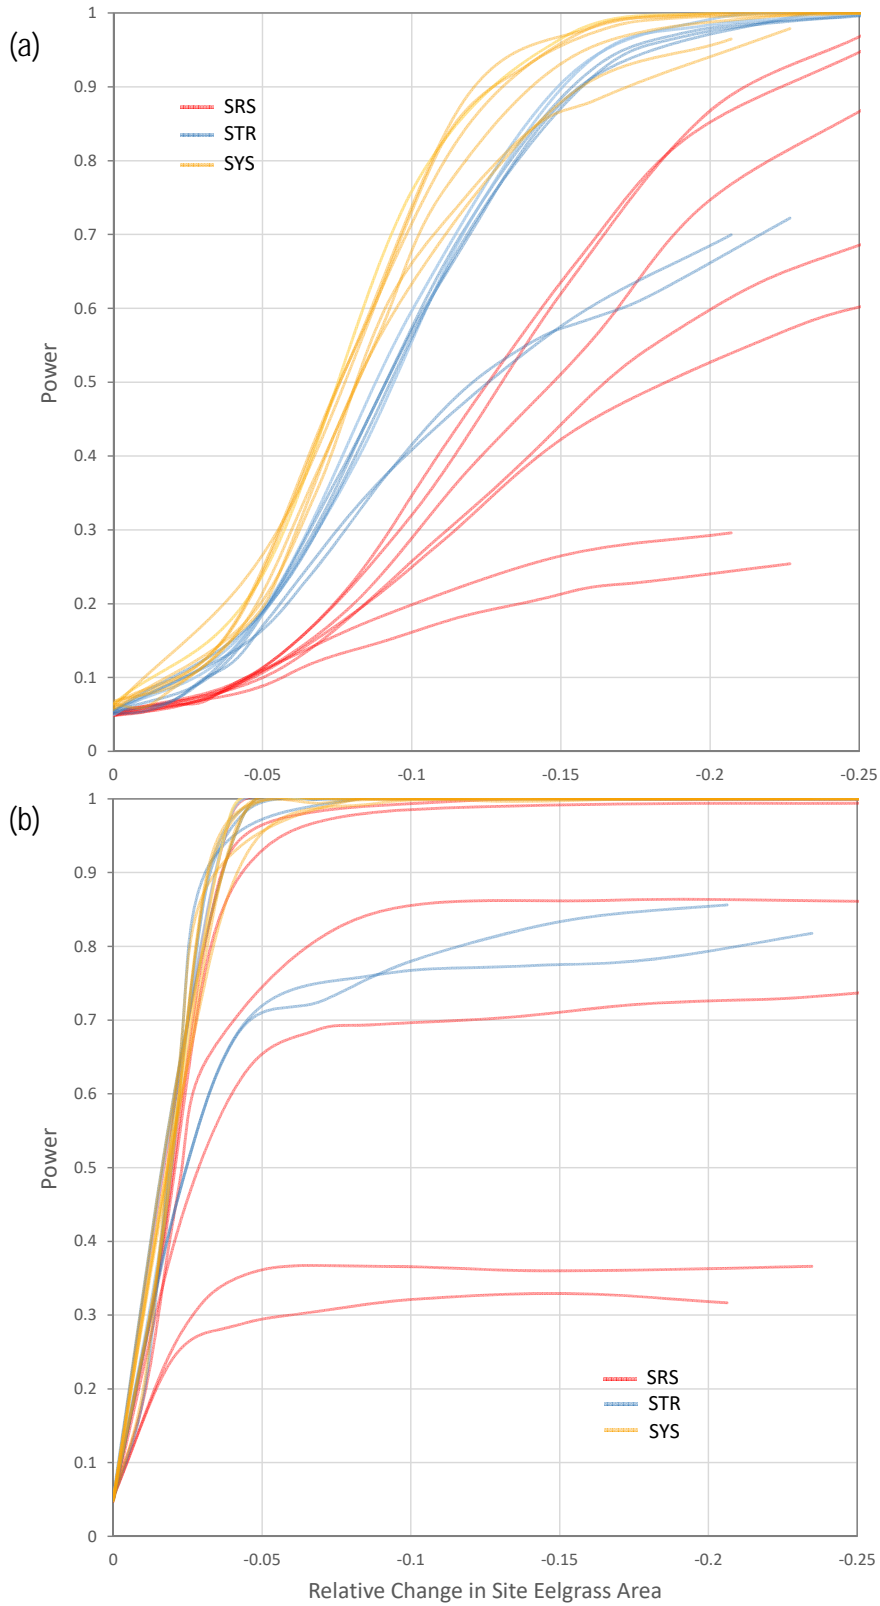 (a)
1
0.9
0.8
0.7
0.6
0.5
0.4
0.3
0.2
0.1
0
Power
SRS
STR
SYS
0 -0.05 -0.1 -0.15 -0.2 -0.25
(b)
1
0.9
0.8
0.7
0.6
0.5
0.4
0.3
0.2
0.1
0
Power
SRS
STR
SYS
0 -0.05 -0.1 -0.15 -0.2 -0.25
Relative Change in Site Eelgrass Area